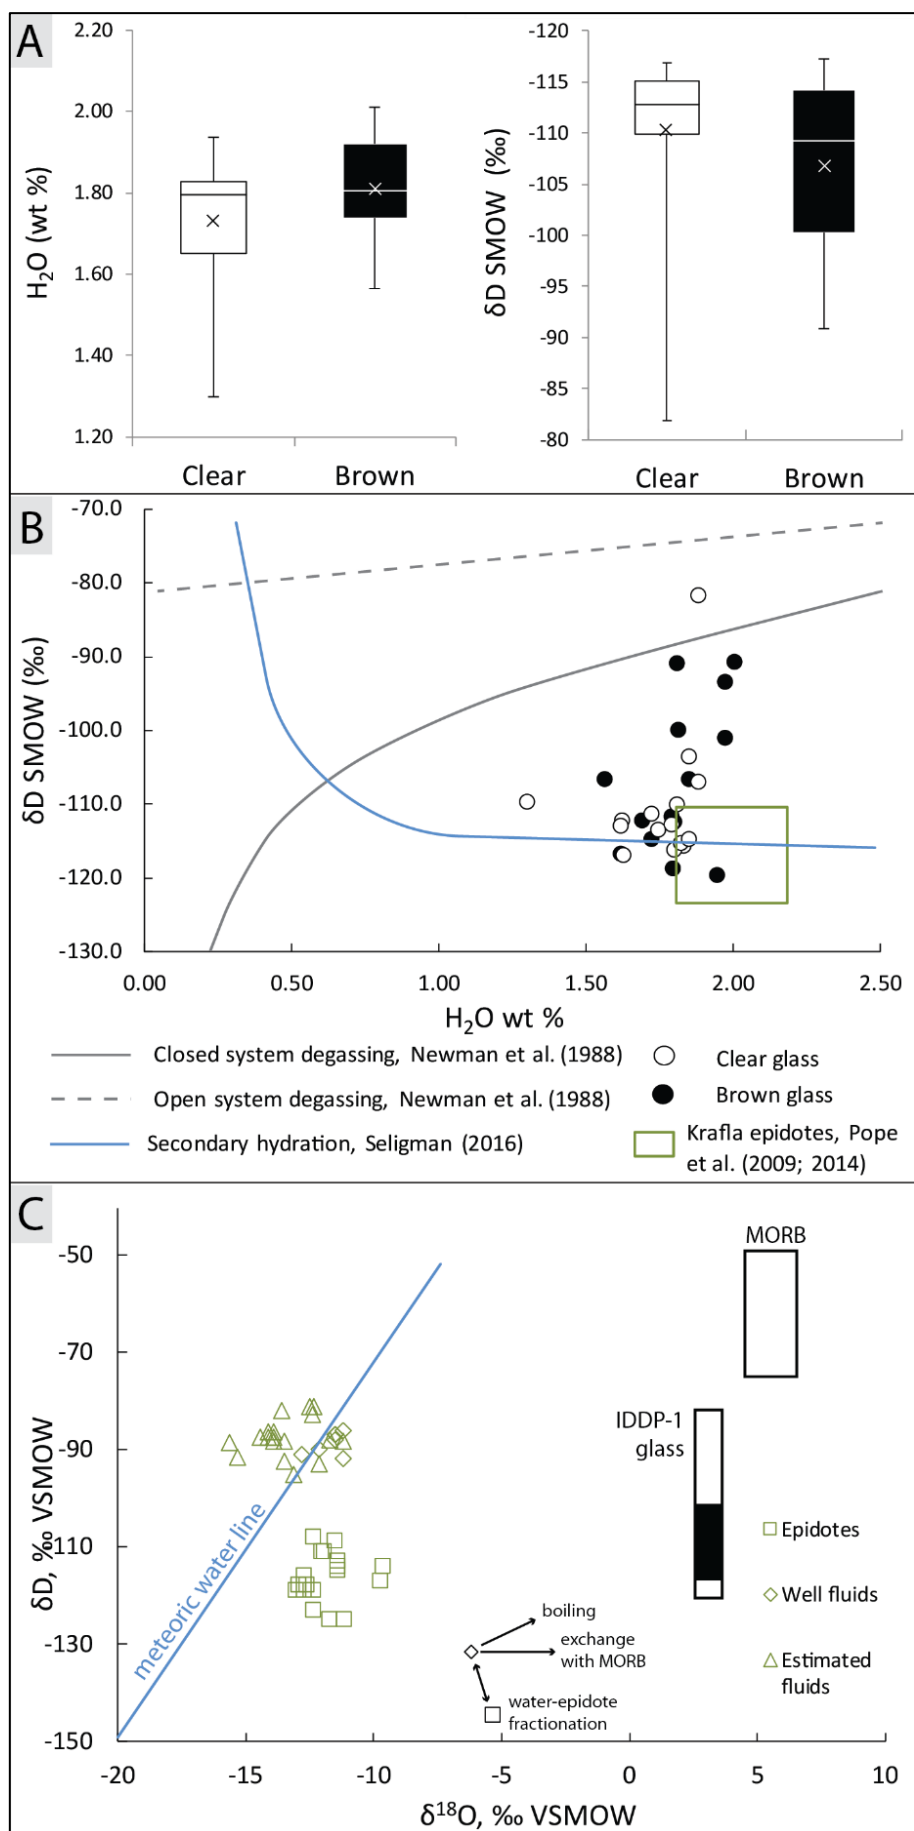 A
2.20
2.00
1.80
1.60
1.40
1.20
H₂O (wt %)
Clear
Brown
-120
-115
-110
-105
-100
-95
-90
-85
-80
δD SMOW (‰)
Clear
Brown
B
-70.0
-80.0
-90.0
-100.0
-110.0
-120.0
-130.0
δD SMOW (‰)
0.00
0.50
1.00
1.50
2.00
2.50
H₂O wt %
Closed system degassing, Newman et al. (1988)
Open system degassing, Newman et al. (1988)
Secondary hydration, Seligman (2016)
Clear glass
Brown glass
Krafla epidotes, Pope
et al. (2009; 2014)
C
-50
-70
-90
-110
-130
-150
δD, ‰ VSMOW
meteoric water line
MORB
IDDP-1
glass
Epidotes
Well fluids
Estimated
fluids
boiling
exchange
with MORB
water-epidote
fractionation
-20
-15
-10
-5
0
5
10
δ¹⁸O, ‰ VSMOW